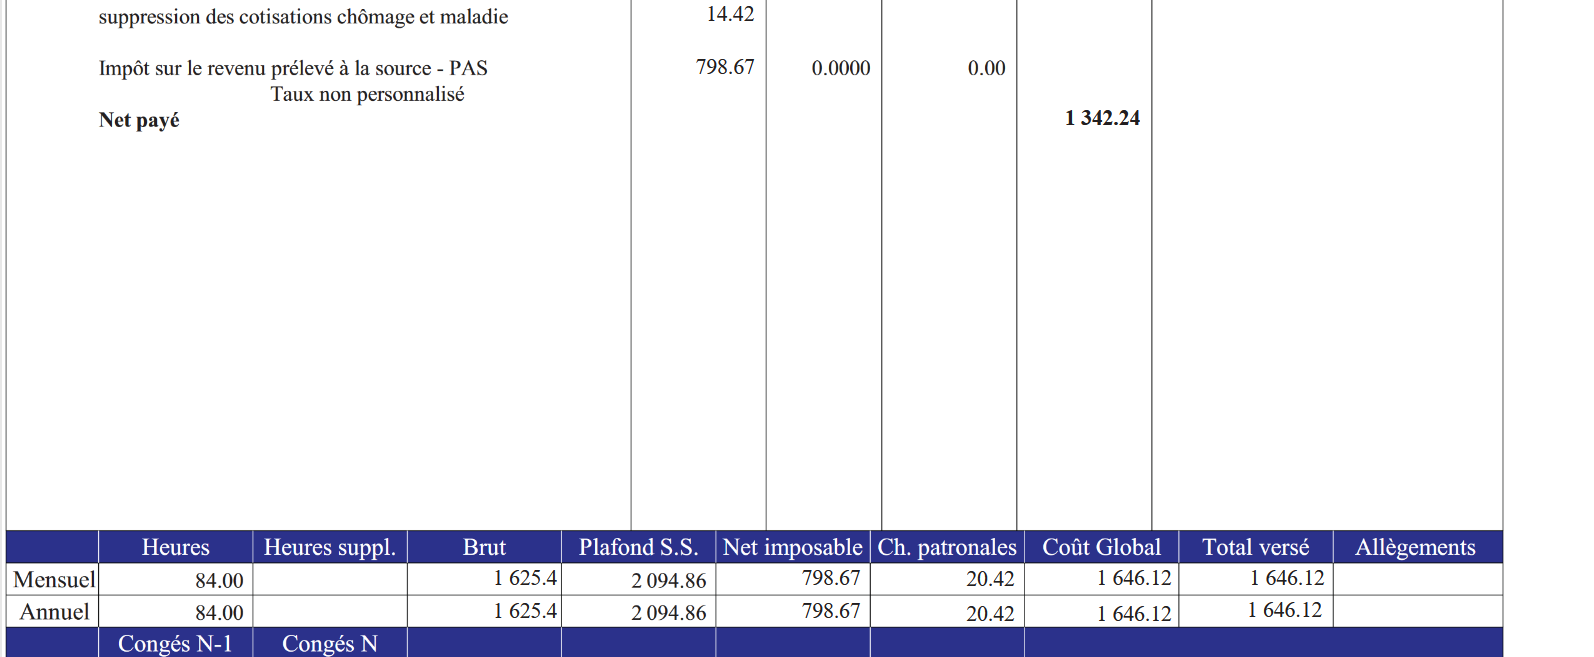 suppression des cotisations chômage et maladie 14.42
Impôt sur le revenu prélevé à la source - PAS 798.67 0.0000 0.00
Taux non personnalisé
Net payé 1 342.24
Heures Heures suppl. Brut Plafond S.S. Net imposable Ch. patronales Coût Global Total versé Allègements
Mensuel 84.00 1 625.4 2 094.86 798.67 20.42 1 646.12 1 646.12
Annuel 84.00 1 625.4 2 094.86 798.67 20.42 1 646.12 1 646.12
Congés N-1 Congés N